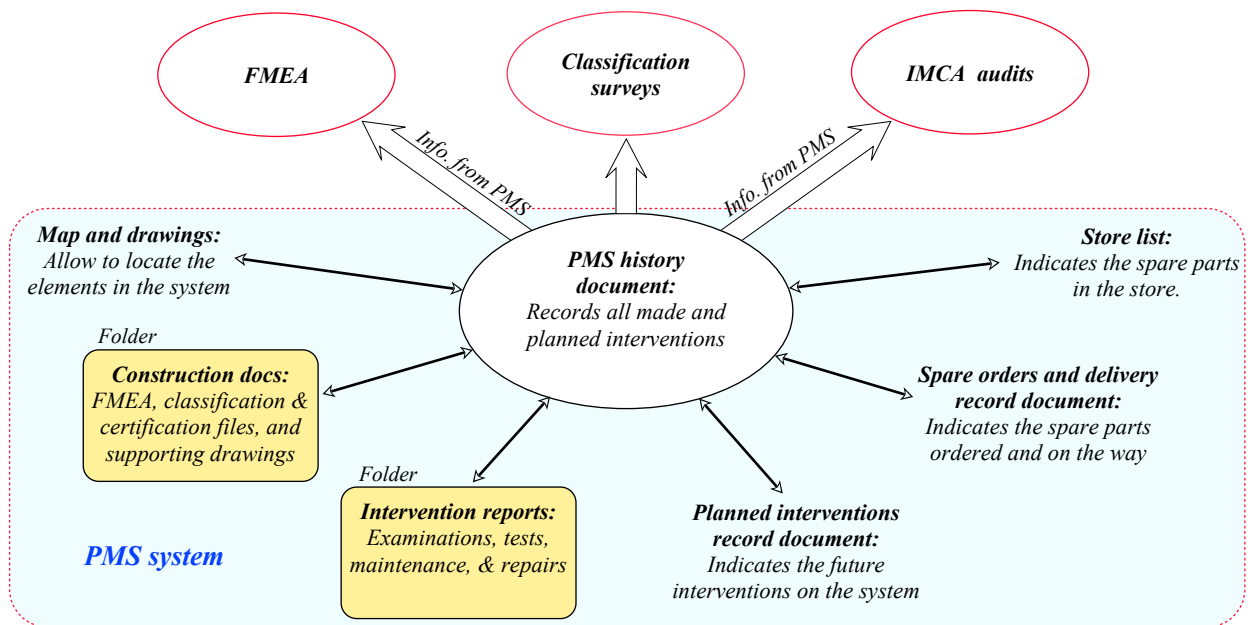 FMEA
Classification
surveys
IMCA audits
Info. from PMS
Info. from PMS
Map and drawings:
Allow to locate the
elements in the system
PMS history
document:
Records all made and
planned interventions
Store list:
Indicates the spare parts
in the store.
Folder
Construction docs:
FMEA, classification &
certification files, and
supporting drawings
Spare orders and delivery
record document:
Indicates the spare parts
ordered and on the way
Folder
Intervention reports:
Examinations, tests,
maintenance, & repairs
Planned interventions
record document:
Indicates the future
interventions on the system
PMS system